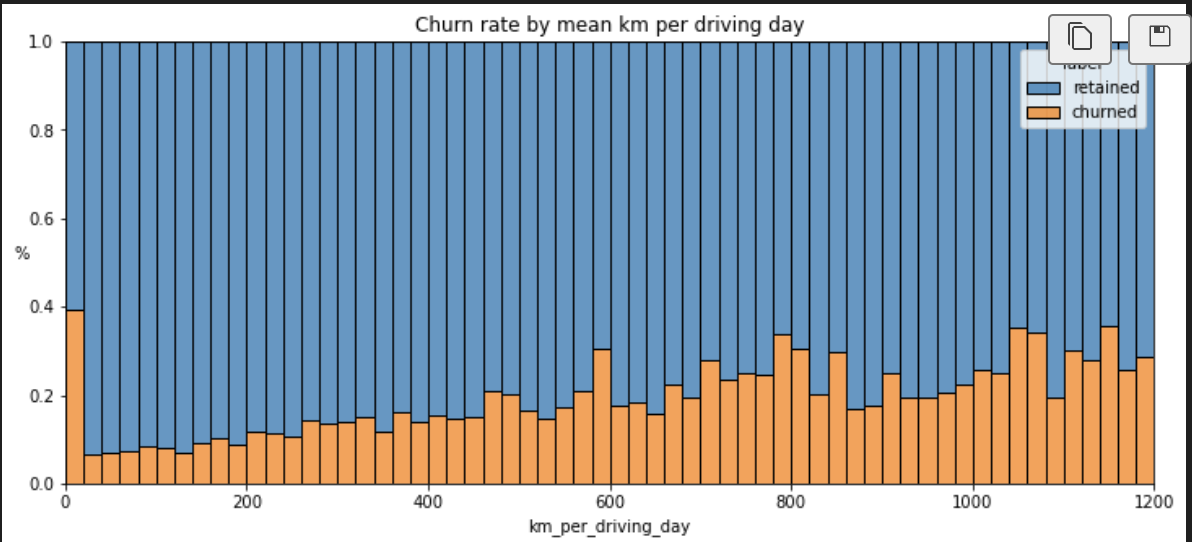 Churn rate by mean km per driving day
1.0
0.8
0.6
0.4
0.2
0.0
%
label
retained
churned
0 200 400 600 800 1000 1200
km_per_driving_day